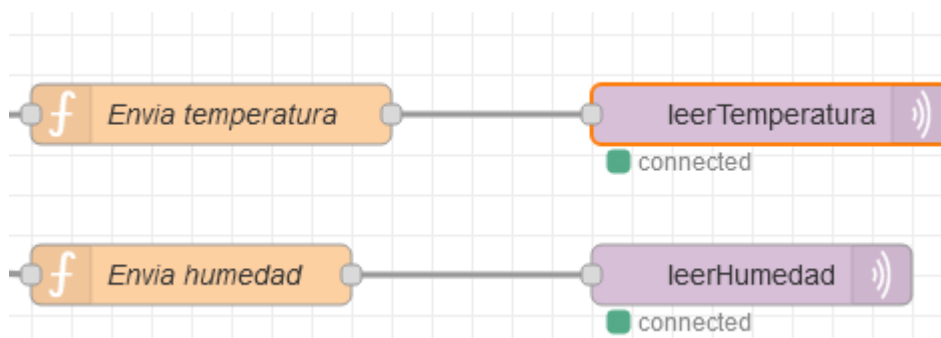 Envia temperatura
leerTemperatura
connected
Envia humedad
leerHumedad
connected